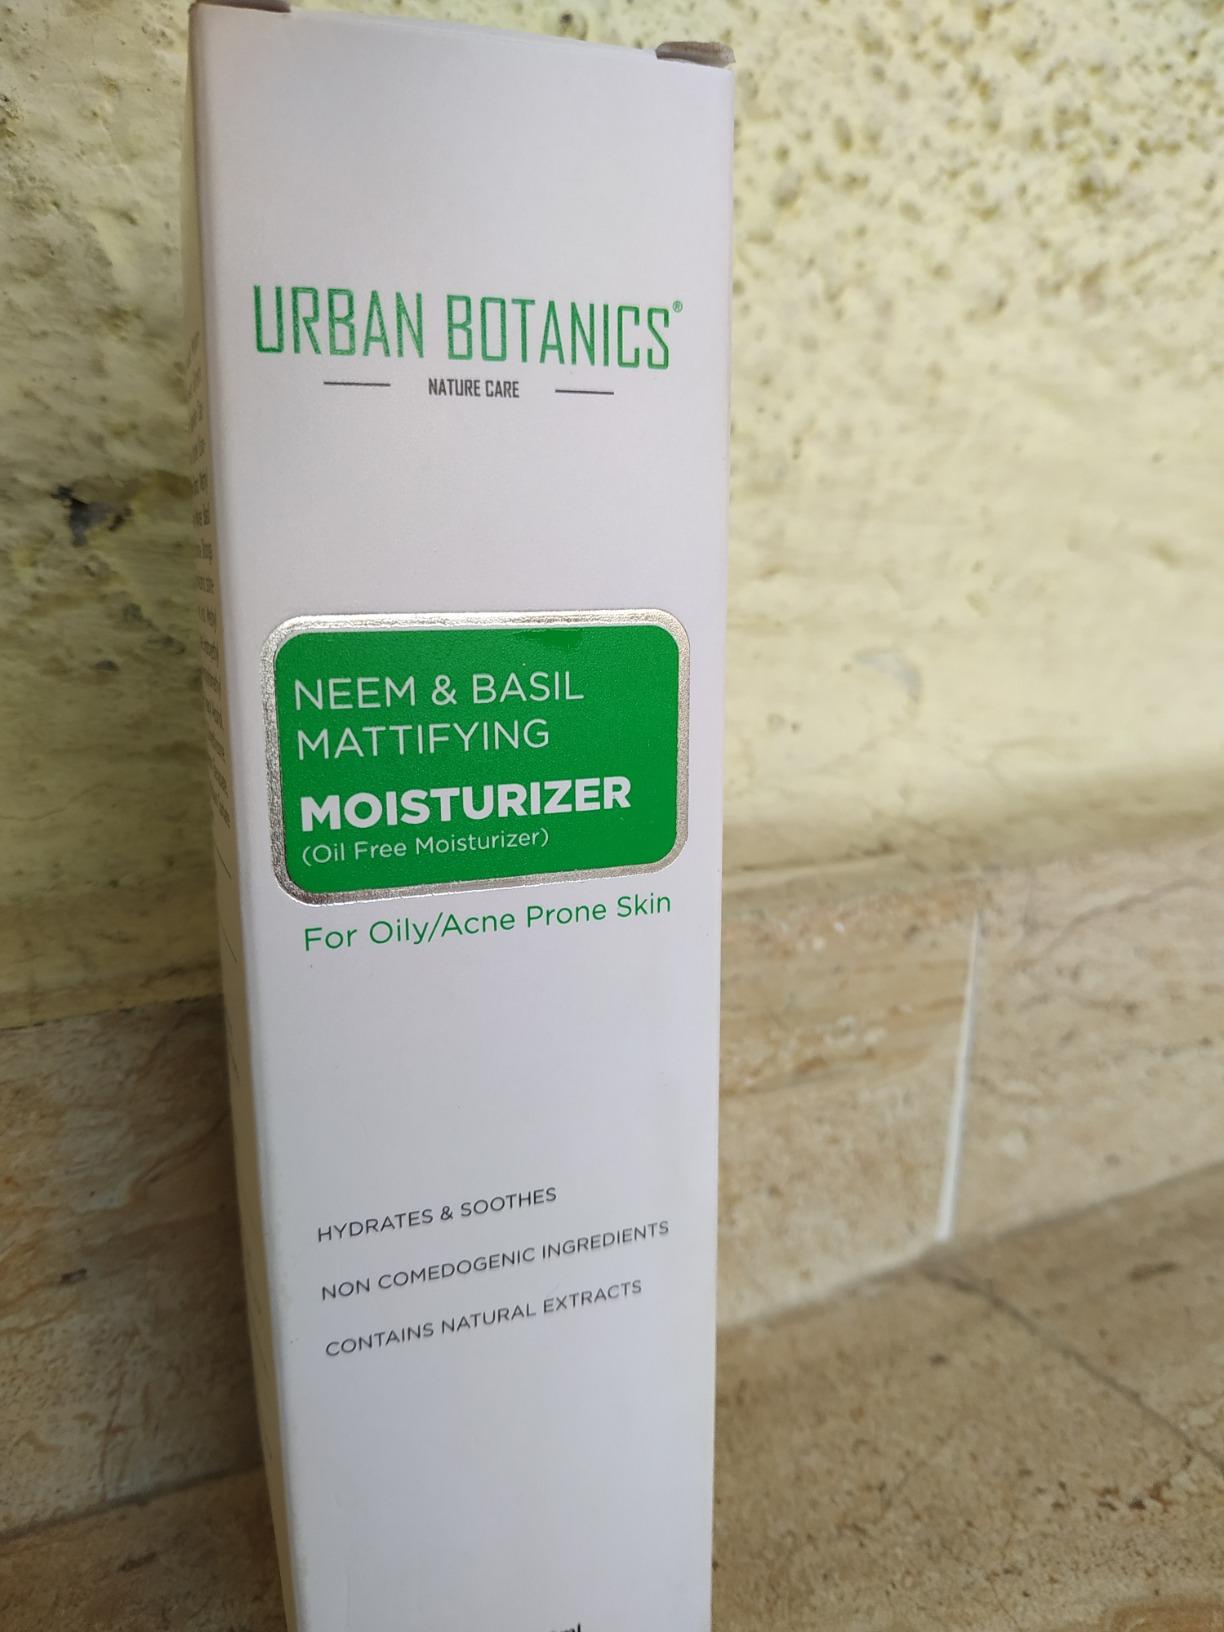 URBAN BOTANICS®
NATURE CARE
NEEM & BASIL
MATTIFYING
MOISTURIZER
(Oil Free Moisturizer)
For Oily/Acne Prone Skin
HYDRATES & SOOTHES
NON COMEDOGENIC INGREDIENTS
CONTAINS NATURAL EXTRACTS